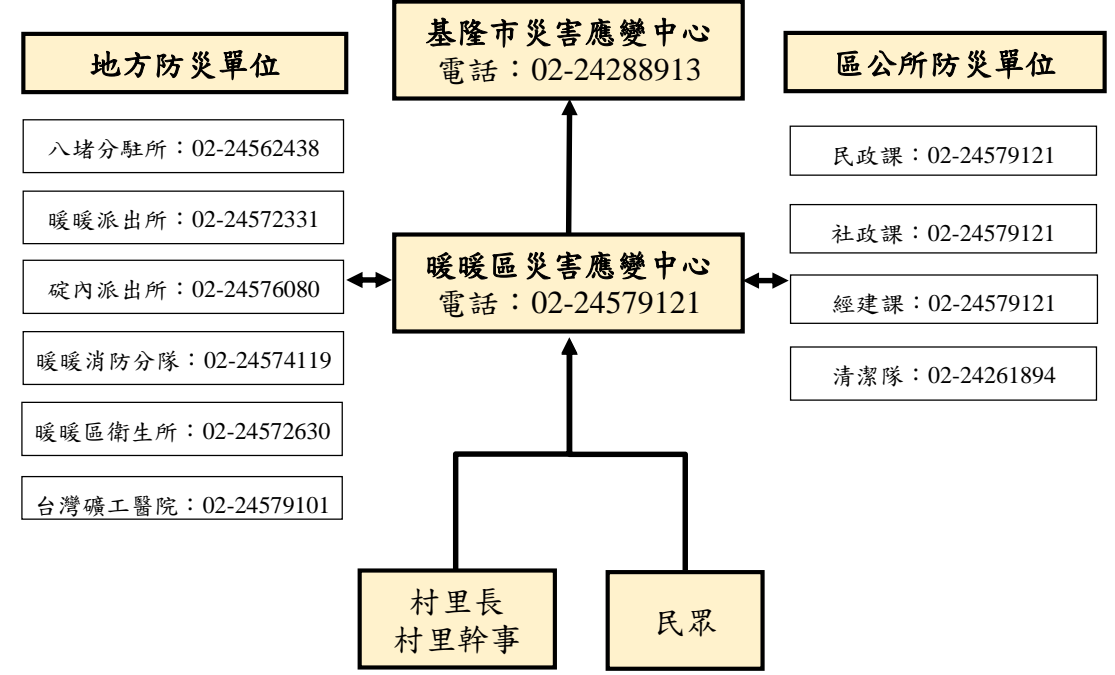 地方防災單位
八堵分駐所：02-24562438
暖暖派出所：02-24572331
碇內派出所：02-24576080
暖暖消防分隊：02-24574119
暖暖區衛生所：02-24572630
台灣礦工醫院：02-24579101
基隆市災害應變中心
電話：02-24288913
暖暖區災害應變中心
電話：02-24579121
村里長
村里幹事
民眾
區公所防災單位
民政課：02-24579121
社政課：02-24579121
經建課：02-24579121
清潔隊：02-24261894